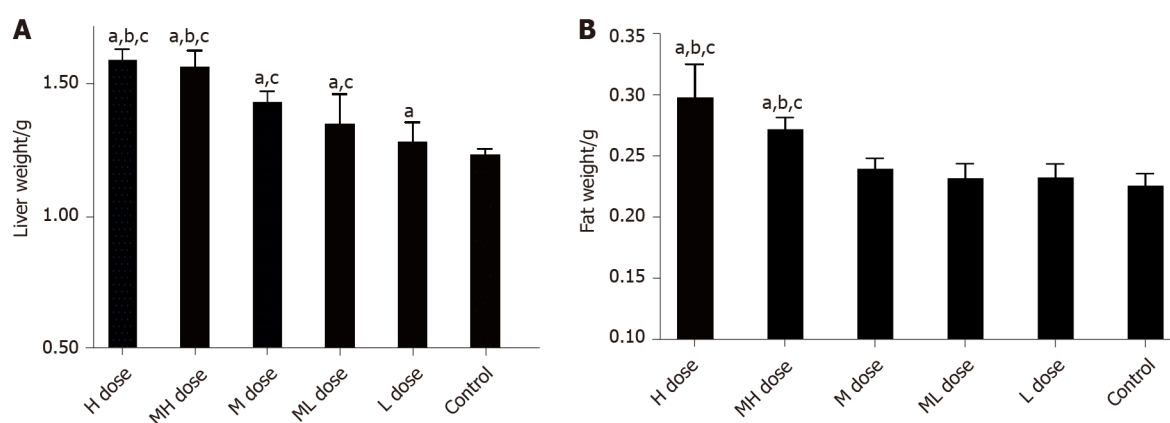 A
Liver weight/g
1.50
1.00
0.50
a,b,c
a,b,c
a,c
a,c
a
H dose
MH dose
M dose
ML dose
L dose
Control
B
Fat weight/g
0.35
0.30
0.25
0.20
0.15
0.10
a,b,c
a,b,c
H dose
MH dose
M dose
ML dose
L dose
Control